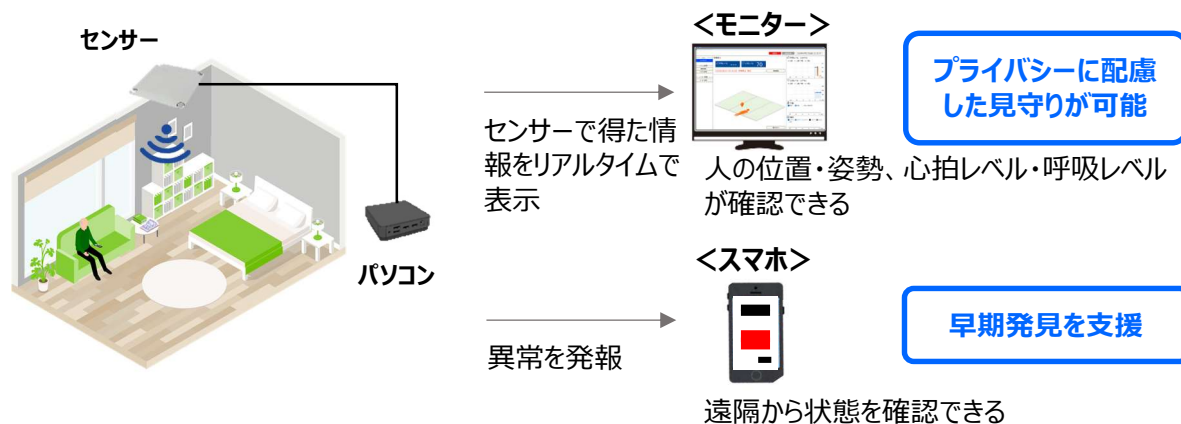 センサー
パソコン
センサーで得た情
報をリアルタイムで
表示
異常を発報
＜モニター＞
人の位置・姿勢、心拍レベル・呼吸レベル
が確認できる
プライバシーに配慮
した見守りが可能
＜スマホ＞
遠隔から状態を確認できる
早期発見を支援